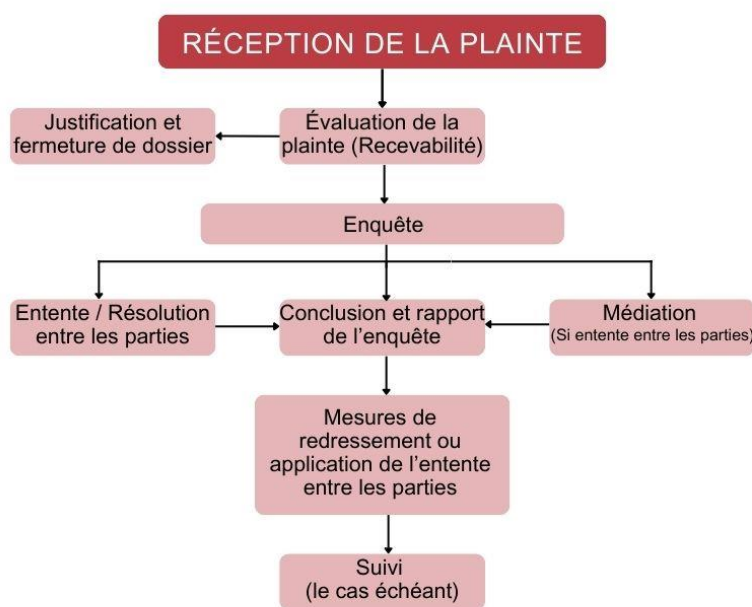 RÉCEPTION DE LA PLAINTE
Justification et
fermeture de dossier
Évaluation de la
plainte (Recevabilité)
Enquête
Entente / Résolution
entre les parties
Conclusion et rapport
de l’enquête
Médiation
(Si entente entre les parties)
Mesures de
redressement ou
application de l’entente
entre les parties
Suivi
(le cas échéant)